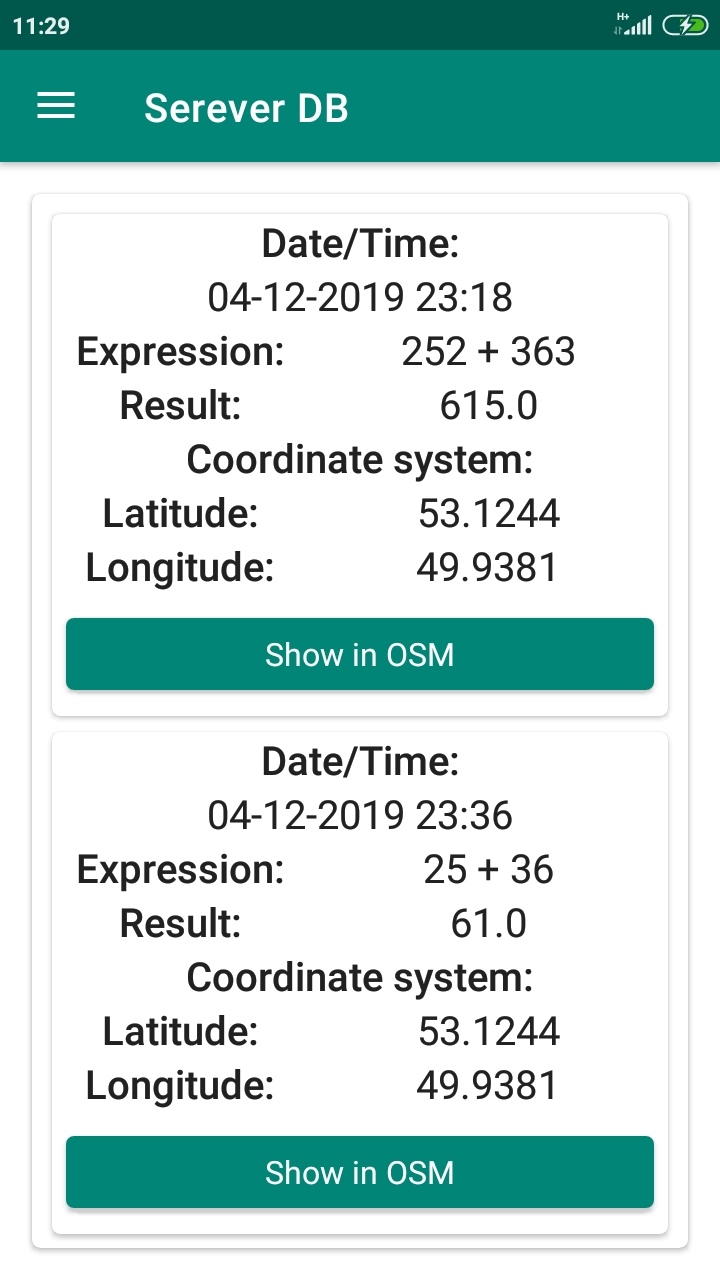 11:29
H+
Serever DB
Date/Time:
04-12-2019 23:18
Expression: 252 + 363
Result: 615.0
Coordinate system:
Latitude: 53.1244
Longitude: 49.9381
Show in OSM
Date/Time:
04-12-2019 23:36
Expression: 25 + 36
Result: 61.0
Coordinate system:
Latitude: 53.1244
Longitude: 49.9381
Show in OSM